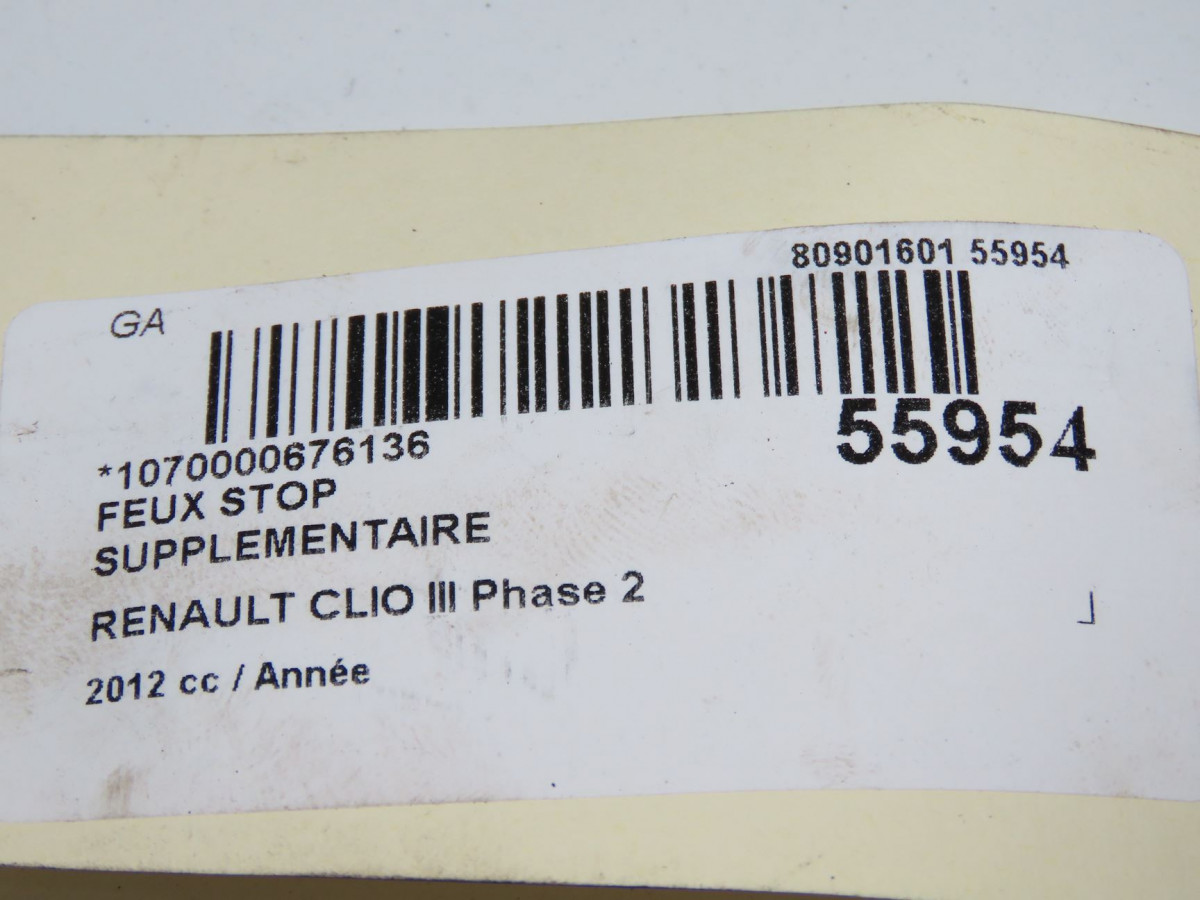 80901601 55954
GA
55954
*1070000676136
FEUX STOP
SUPPLEMENTAIRE
RENAULT CLIO III Phase 2
2012 cc / Année